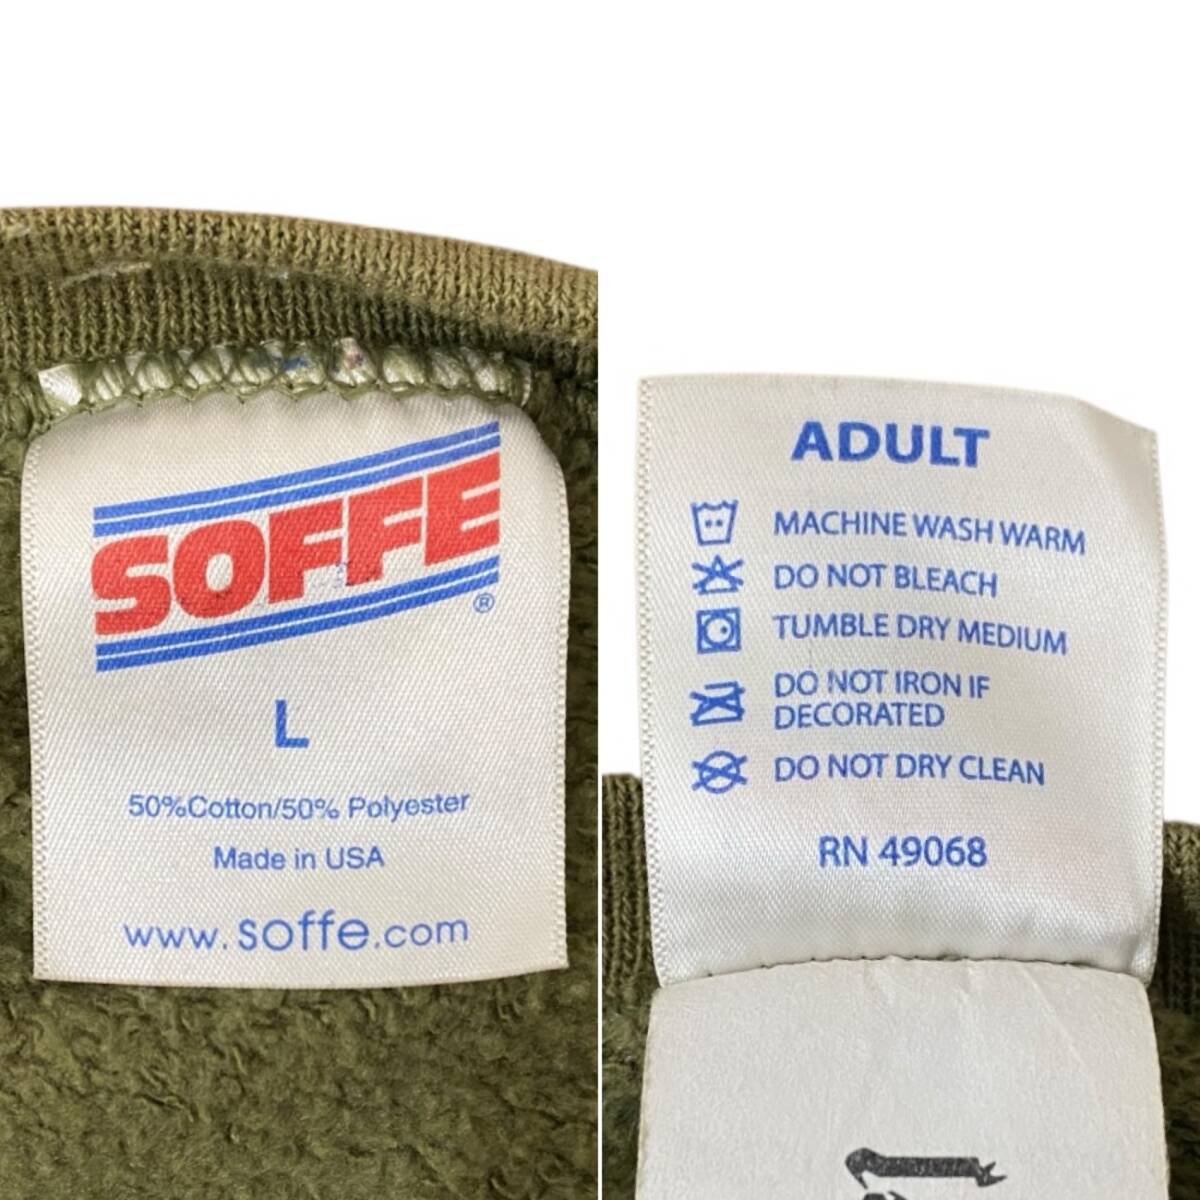 SOFFE
®
L
50%Cotton/50% Polyester
Made in USA
www.soffe.com
ADULT
MACHINE WASH WARM
DO NOT BLEACH
TUMBLE DRY MEDIUM
DO NOT IRON IF
DECORATED
DO NOT DRY CLEAN
RN 49068